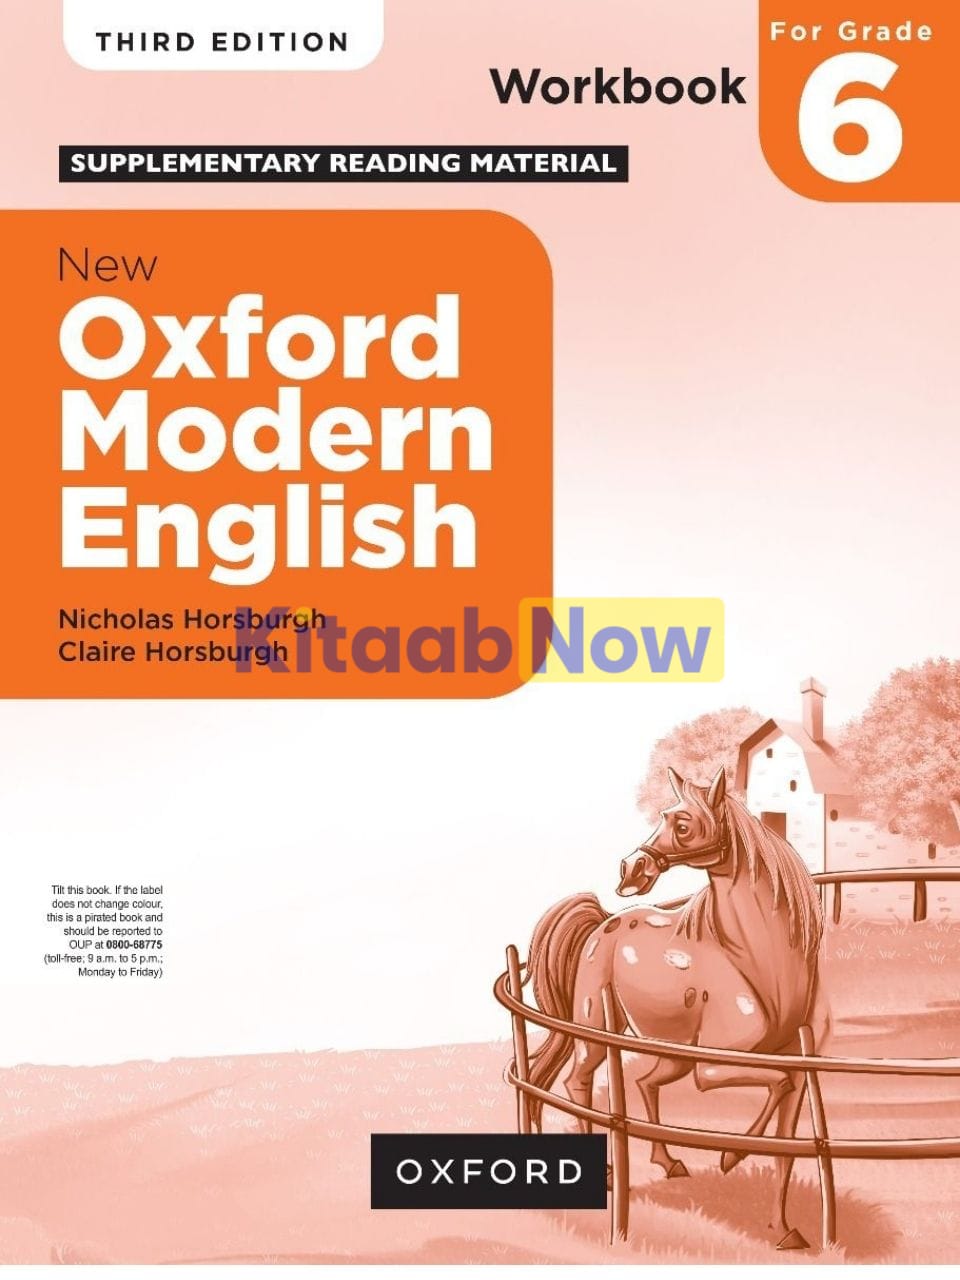 THIRD EDITION
For Grade
6
Workbook
SUPPLEMENTARY READING MATERIAL
New
Oxford
Modern
English
Nicholas Horsburgh
Claire Horsburgh
KitaabNow
Tilt this book. If the label
does not change colour,
this is a pirated book and
should be reported to
OUP at 0800-68775
(toll-free; 9 a.m. to 5 p.m.;
Monday to Friday)
OXFORD